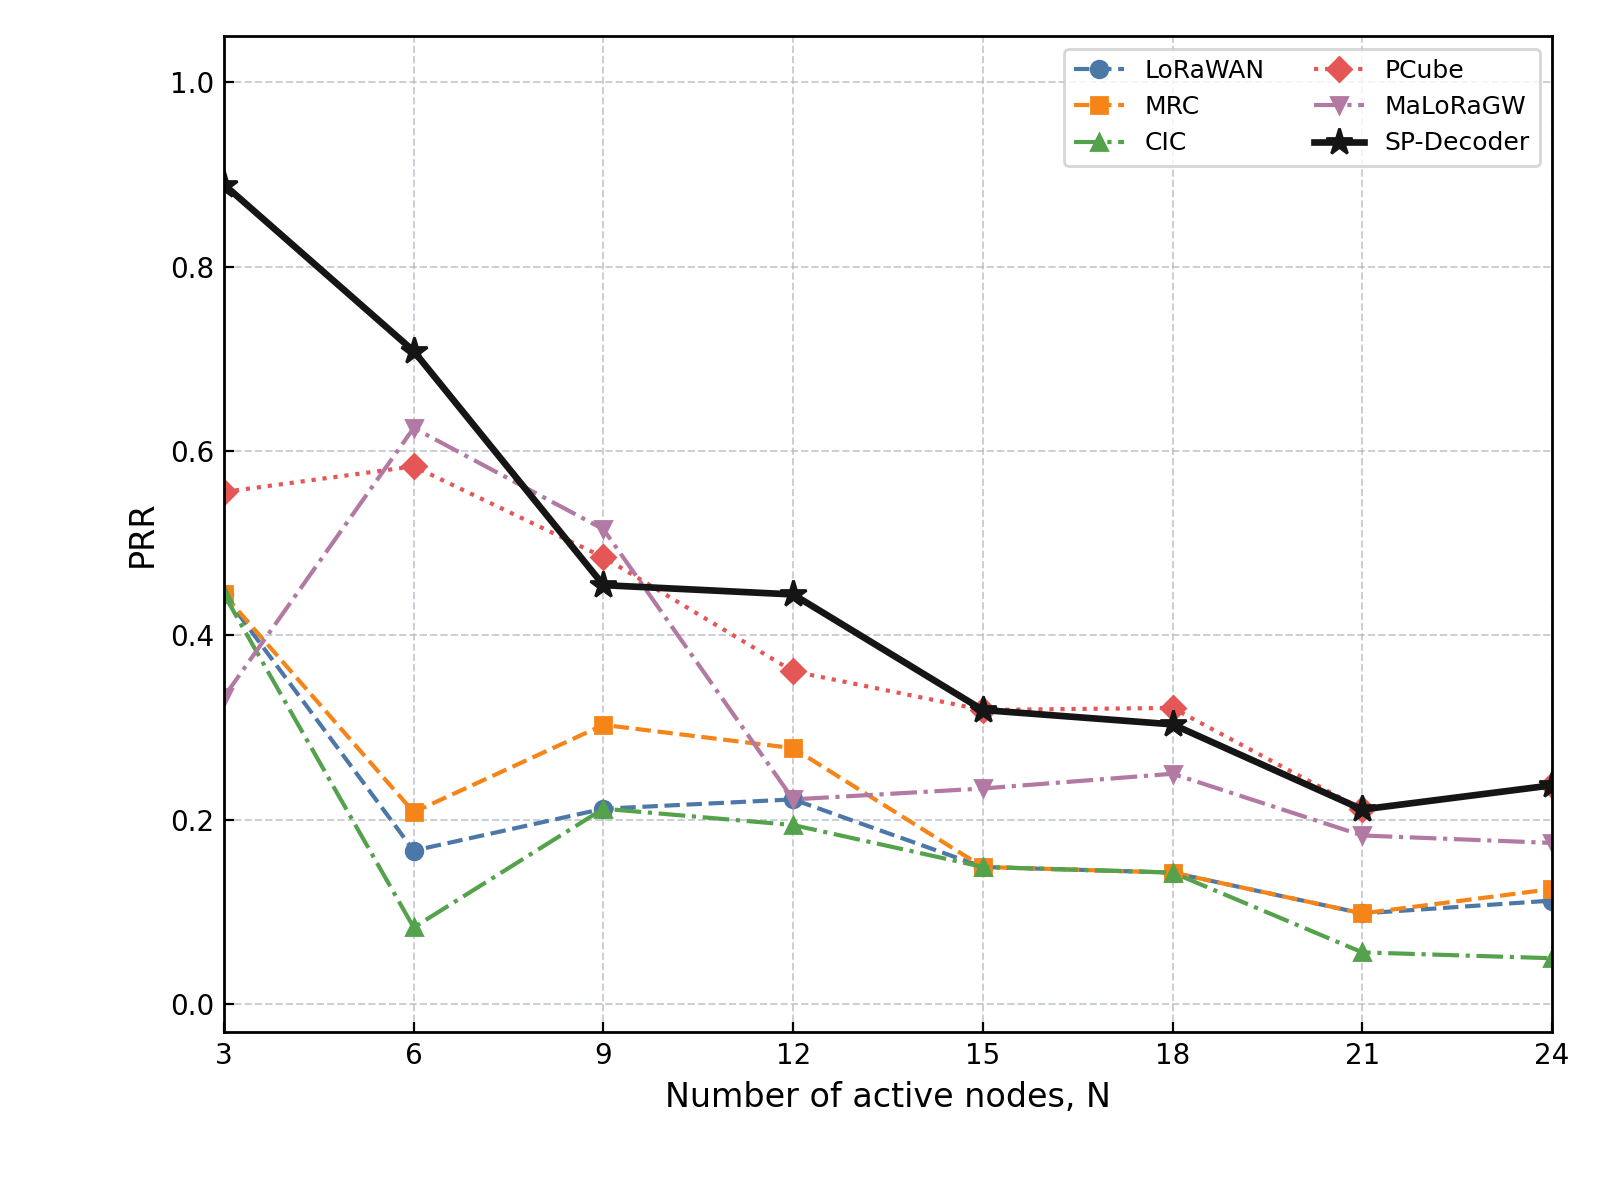 LoRaWAN
MRC
CIC
PCube
MaLoRaGW
SP-Decoder
1.0
0.8
0.6
0.4
0.2
0.0
PRR
3 6 9 12 15 18 21 24
Number of active nodes, N